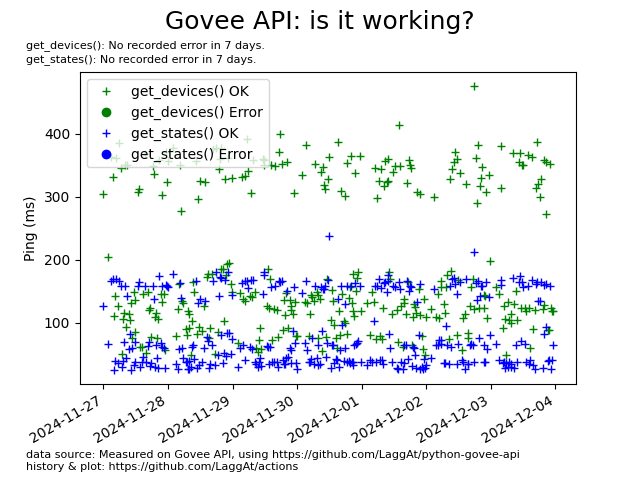 Govee API: is it working?
get_devices(): No recorded error in 7 days.
get_states(): No recorded error in 7 days.
get_devices() OK
get_devices() Error
get_states() OK
get_states() Error
Ping (ms)
400
300
200
100
2024-11-27
2024-11-28
2024-11-29
2024-11-30
2024-12-01
2024-12-02
2024-12-03
2024-12-04
data source: Measured on Govee API, using https://github.com/LaggAt/python-govee-api
history & plot: https://github.com/LaggAt/actions